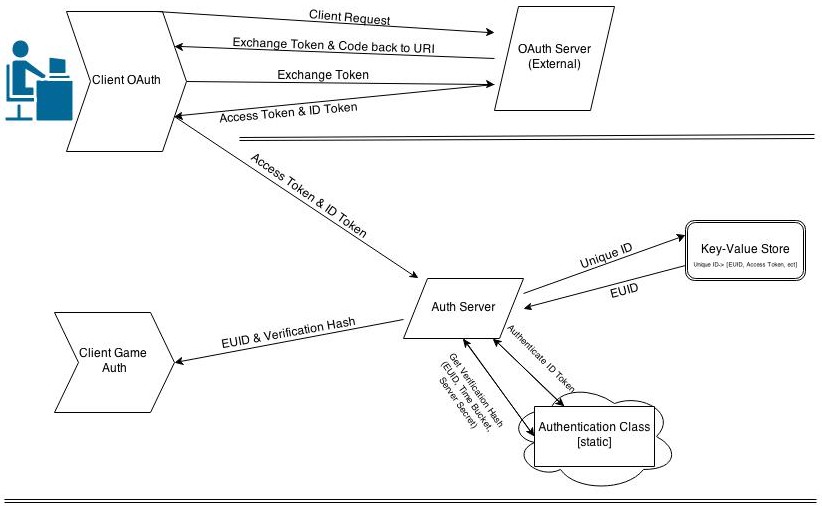 Client Request
Exchange Token & Code back to URI
OAuth Server
(External)
Client OAuth
Exchange Token
Access Token & ID Token
Access Token & ID Token
Unique ID
Key-Value Store
Unique ID-> [EUID, Access Token, ect]
EUID
Auth Server
EUID & Verification Hash
Client Game
Auth
Authenticate ID Token
Get Verification Hash
(EUID, Time Bucket,
Server Secret)
Authentication Class
[static]